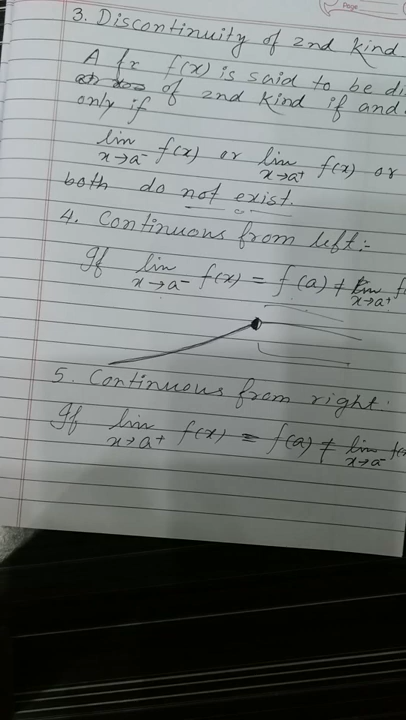 Page
3. Discontinuity of 2nd Kind
A fx f(x) is said to be di
of 2nd Kind if and
only if
lim x→a⁻ f(x) or lim x→a⁺ f(x) or
both do not exist.
4. Continuous from left:-
If lim x→a⁻ f(x) = f(a) ≠ lim x→a⁺ f
5. Continuous from right:
If lim x→a⁺ f(x) = f(a) ≠ lim x→a⁻ f(x